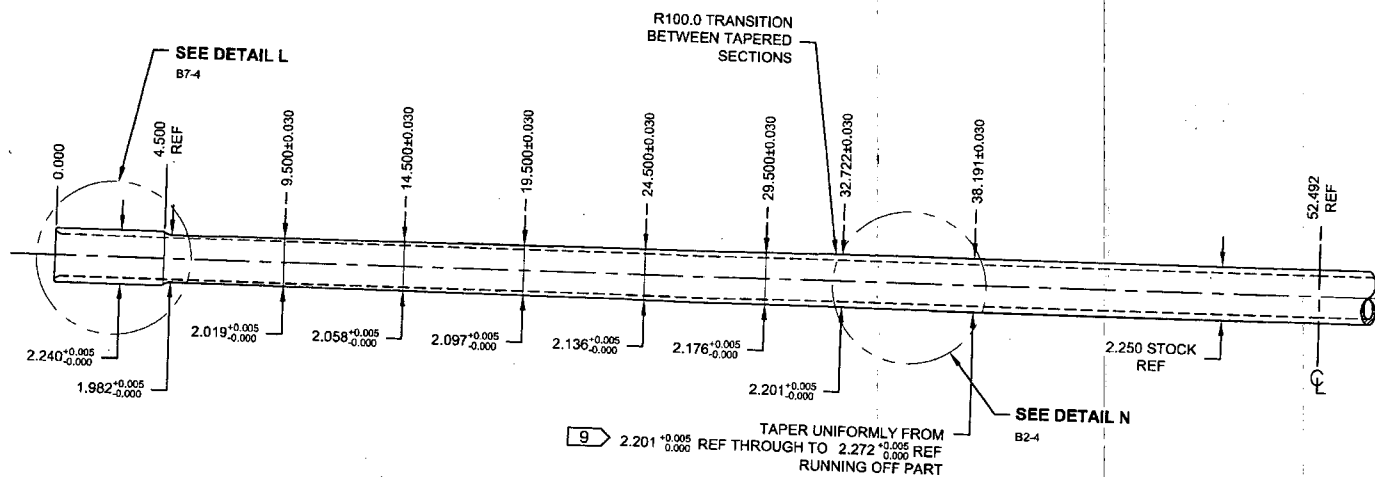 R100.0 TRANSITION
BETWEEN TAPERED
SECTIONS
SEE DETAIL L
B7-4
0.000
4.500
REF
9.500±0.030
14.500±0.030
19.500±0.030
24.500±0.030
29.500±0.030
32.722±0.030
38.191±0.030
52.492
REF
2.240 +0.005
-0.000
1.982 +0.005
-0.000
2.019 +0.005
-0.000
2.058 +0.005
-0.000
2.097 +0.005
-0.000
2.136 +0.005
-0.000
2.176 +0.005
-0.000
2.201 +0.005
-0.000
2.250 STOCK
REF
℄
SEE DETAIL N
B2-4
TAPER UNIFORMLY FROM
9 2.201 +0.005 0.000 REF THROUGH TO 2.272 +0.005 0.000 REF
RUNNING OFF PART